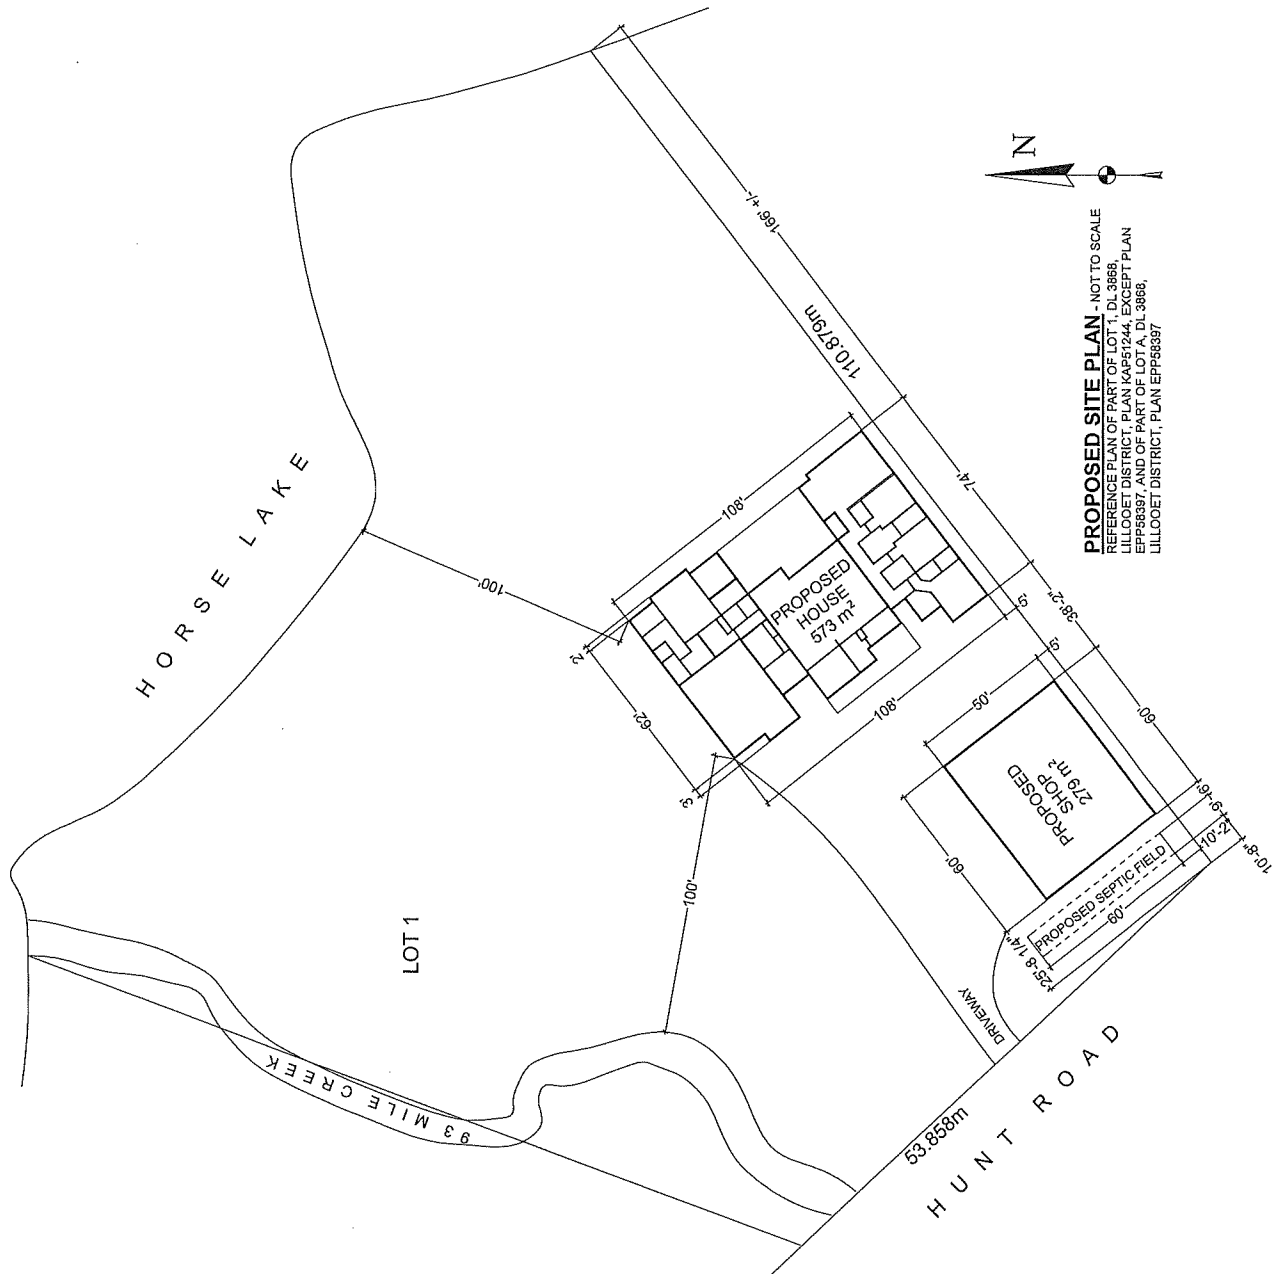 HORSE LAKE
166' +/-
110.879m
N
PROPOSED SITE PLAN - NOT TO SCALE
REFERENCE PLAN OF PART OF LOT 1, DL 3868,
LILLOOET DISTRICT, PLAN KAP51244, EXCEPT PLAN
EPP58397, AND OF PART OF LOT A, DL 3868,
LILLOOET DISTRICT, PLAN EPP58397
108'
74'
100'
PROPOSED
HOUSE
573 m²
2'
62'
3'
108'
5'
38'-2"
5'
50'
60'
PROPOSED
SHOP
279 m²
60'
9'-6"
10'-2"
10'-8"
PROPOSED SEPTIC FIELD
60'
25'-8 1/4"
100'
LOT 1
93 MILE CREEK
DRIVEWAY
53.858m
HUNT ROAD